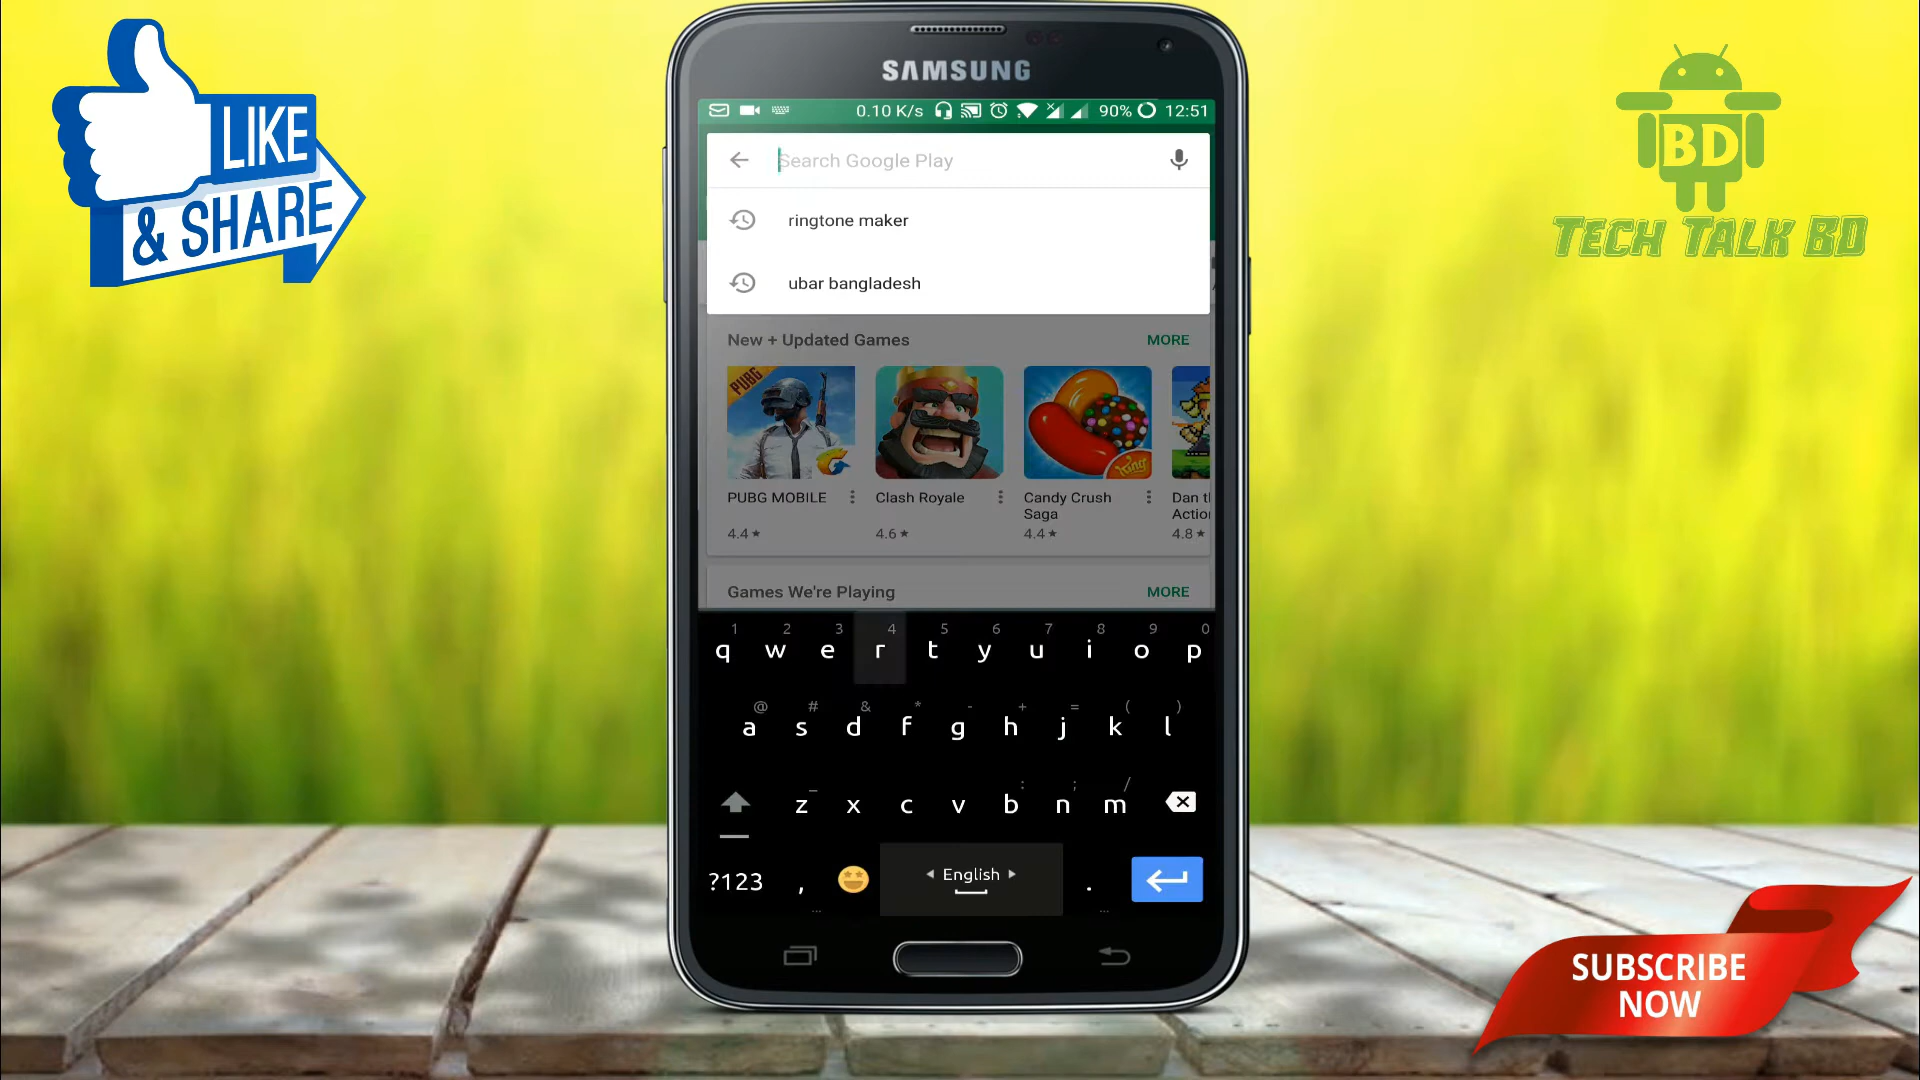 LIKE
& SHARE
SAMSUNG
0.10 K/s 90% 12:51
Search Google Play
ringtone maker
ubar bangladesh
New + Updated Games MORE
PUBG
king
PUBG MOBILE
4.4★
Clash Royale
4.6★
Candy Crush
Saga
4.4★
Dan t
Action
4.8★
Games We're Playing MORE
1 2 3 4 5 6 7 8 9 0
q w e r t y u i o p
@ # & * - + = ( )
a s d f g h j k l
_ : ; /
z x c v b n m
?123 , English .
BD
TECH TALK BD
SUBSCRIBE
NOW